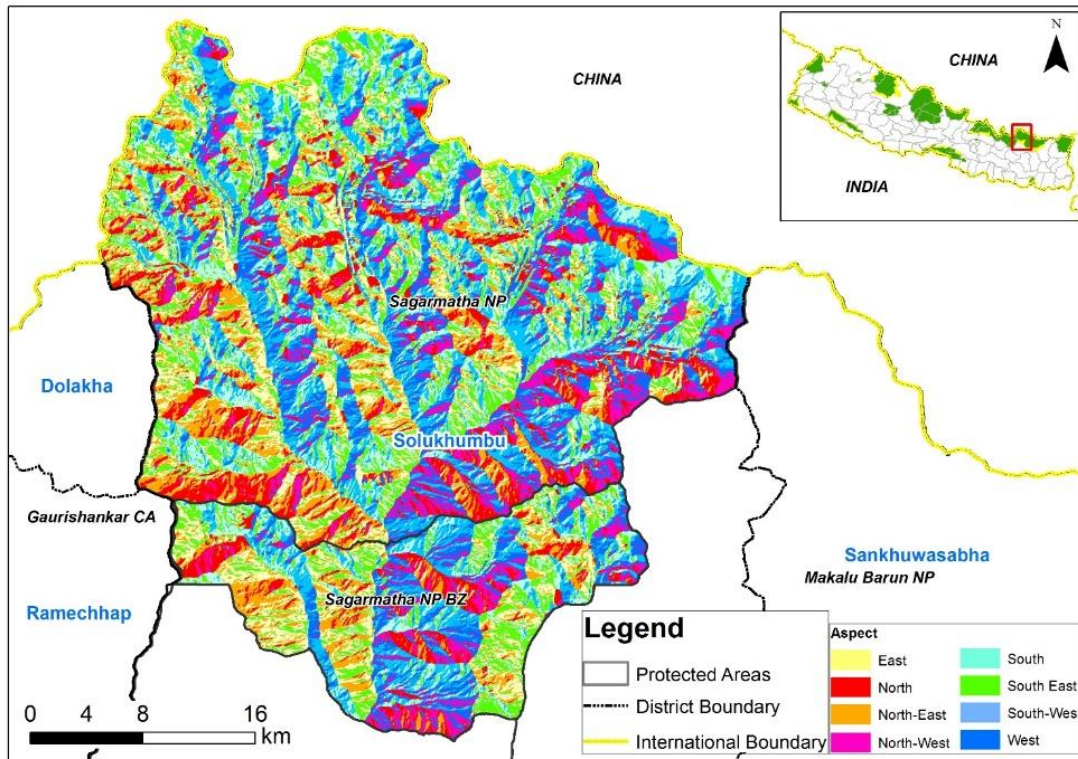 CHINA
N
CHINA
INDIA
Sagarmatha NP
Dolakha
Solukhumbu
Gaurishankar CA
Sankhuwasabha
Makalu Barun NP
Ramechhap
Sagarmatha NP BZ
0 4 8 16
km
Legend
Protected Areas
District Boundary
International Boundary
Aspect
East
North
North-East
North-West
South
South East
South-West
West